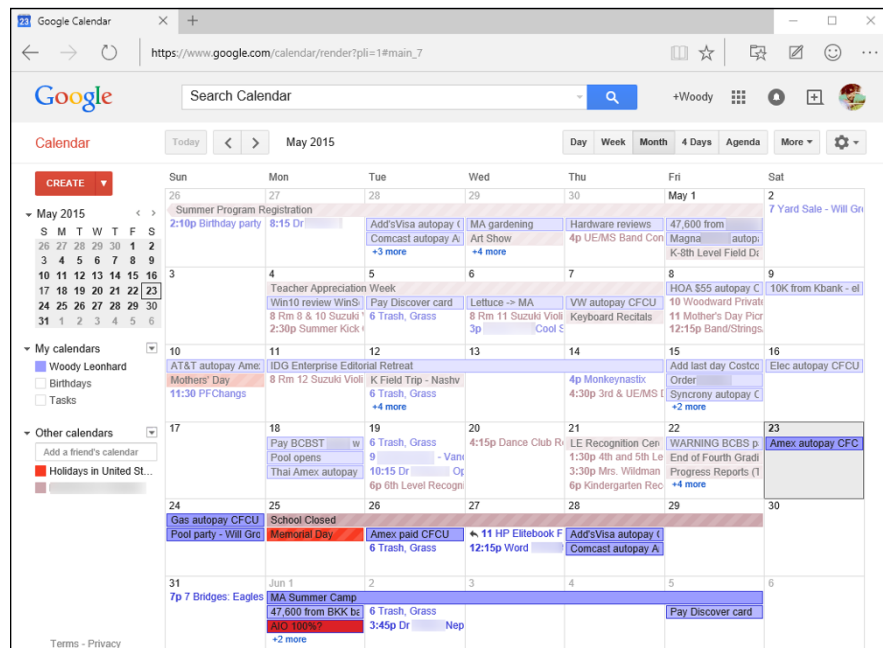 23 Google Calendar
https://www.google.com/calendar/render?pli=1#main_7
Google
Search Calendar
+Woody
Calendar
Today
May 2015
Day Week Month 4 Days Agenda
More
CREATE
May 2015
S M T W T F S
26 27 28 29 30 1 2
3 4 5 6 7 8 9
10 11 12 13 14 15 16
17 18 19 20 21 22 23
24 25 26 27 28 29 30
31 1 2 3 4 5 6
My calendars
Woody Leonhard
Birthdays
Tasks
Other calendars
Add a friend's calendar
Holidays in United St...
Terms - Privacy
Sun Mon Tue Wed Thu Fri Sat
26 27 28 29 30 May 1 2
Summer Program Registration
7 Yard Sale - Will Gr
2:10p Birthday party
8:15 Dr
Add'sVisa autopay
MA gardening
Hardware reviews
47,600 from
Comcast autopay A
Art Show
4p UE/MS Band Con
Magna autopa
+3 more
+4 more
K-8th Level Field Da
3 4 5 6 7 8 9
Teacher Appreciation Week
HOA $55 autopay C
10K from Kbank - el
Win10 review WinS
Pay Discover card
Lettuce -> MA
VW autopay CFCU
10 Woodward Private
8 Rm 8 & 10 Suzuki
6 Trash, Grass
8 Rm 11 Suzuki Viol
Keyboard Recitals
11 Mother's Day Picr
2:30p Summer Kick
3p Cool S
12:15p Band/Strings
10 11 12 13 14 15 16
AT&T autopay Ame
IDG Enterprise Editorial Retreat
Add last day Costco
Elec autopay CFCU
Mothers' Day
8 Rm 12 Suzuki Viol
K Field Trip - Nashv
4p Monkeynastix
Order
11:30 PFChangs
6 Trash, Grass
4:30p 3rd & UE/MS
Syncrony autopay
+4 more
+2 more
17 18 19 20 21 22 23
Pay BCBST w
6 Trash, Grass
4:15p Dance Club R
LE Recognition Cer
WARNING BCBS p
Amex autopay CFC
Pool opens
9 - Van
1:30p 4th and 5th Le
End of Fourth Gradi
Thai Amex autopay
10:15 Dr Op
3:30p Mrs. Wildman
Progress Reports (T
6p 6th Level Recogn
6p Kindergarten Rec
+4 more
24 25 26 27 28 29 30
Gas autopay CFCU
School Closed
Pool party - Will Gro
Memorial Day
Amex paid CFCU
11 HP Elitebook F
Add'sVisa autopay
6 Trash, Grass
12:15p Word
Comcast autopay A
31 Jun 1 2 3 4 5 6
7p 7 Bridges: Eagles
MA Summer Camp
47,600 from BKK ba
6 Trash, Grass
Pay Discover card
AIO 100%?
3:45p Dr Nep
+2 more